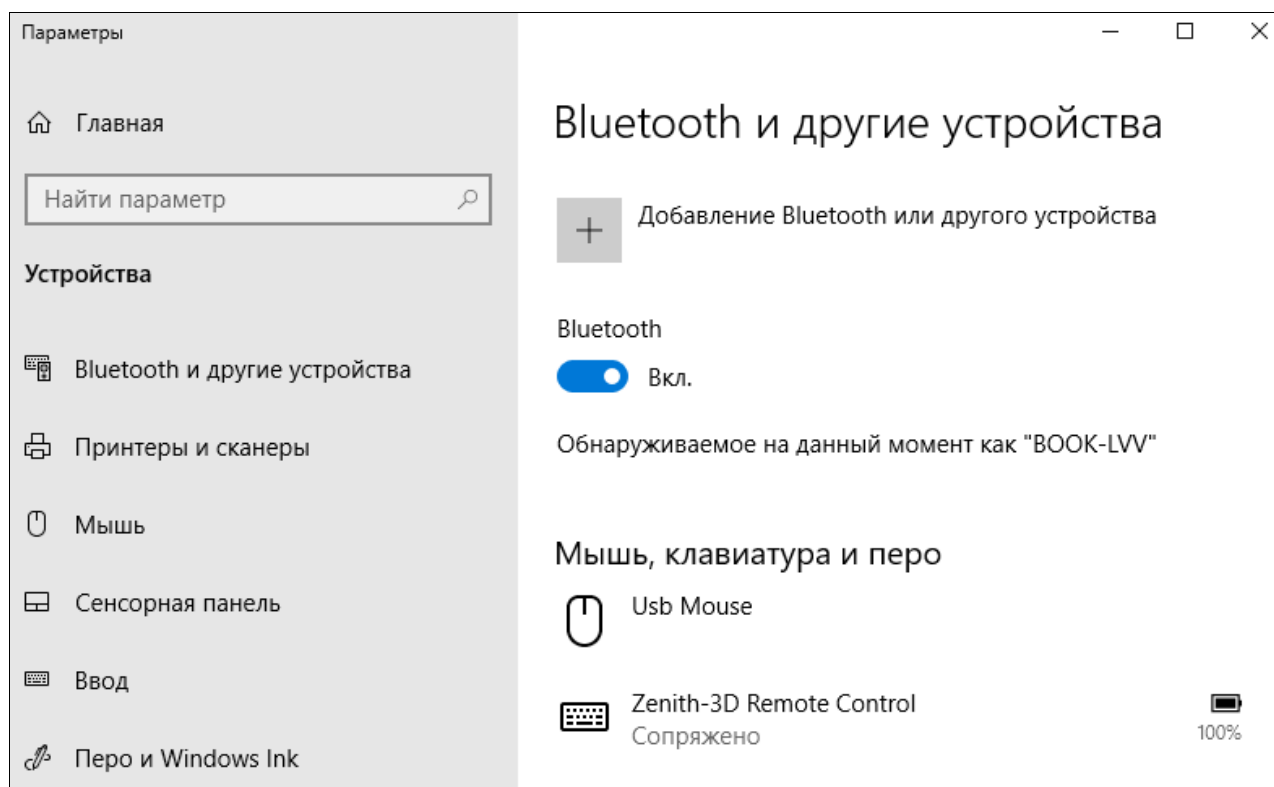 Параметры
Главная
Найти параметр
Устройства
Bluetooth и другие устройства
Принтеры и сканеры
Мышь
Сенсорная панель
Ввод
Перо и Windows Ink
Bluetooth и другие устройства
Добавление Bluetooth или другого устройства
Bluetooth
Вкл.
Обнаруживаемое на данный момент как "BOOK-LVV"
Мышь, клавиатура и перо
Usb Mouse
Zenith-3D Remote Control
Сопряжено
100%